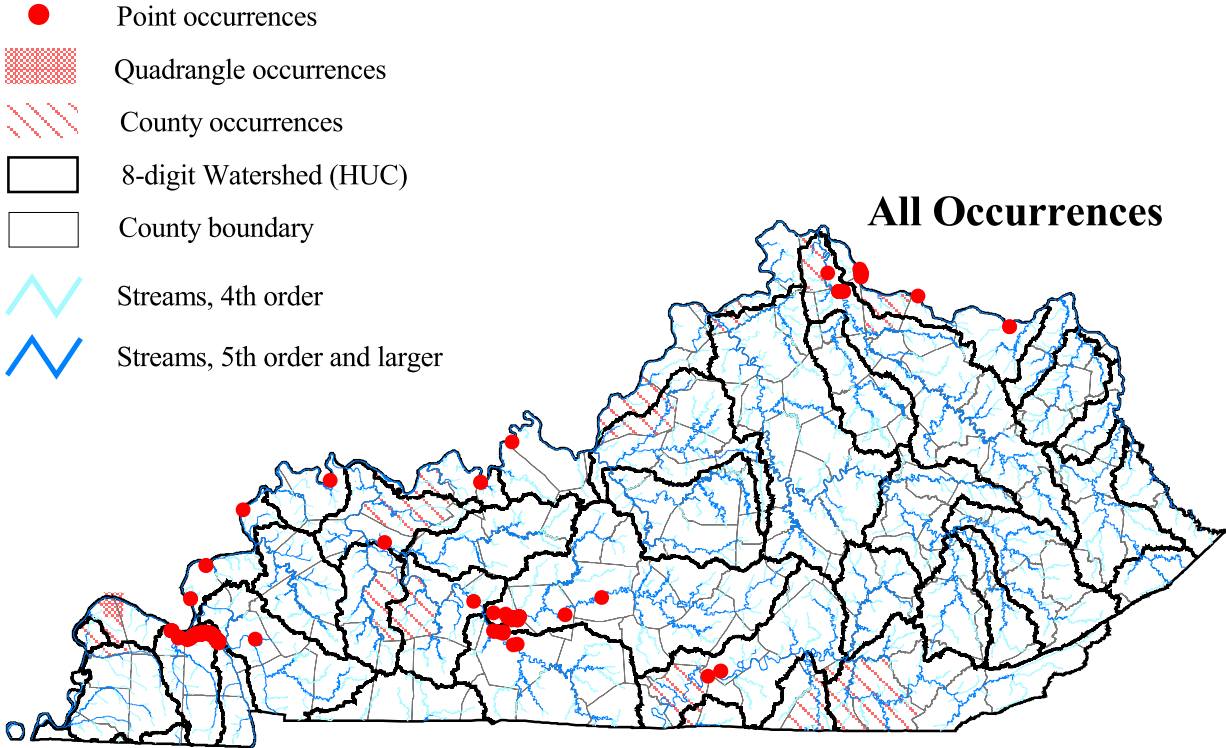 Point occurrences
Quadrangle occurrences
County occurrences
8-digit Watershed (HUC)
County boundary
Streams, 4th order
Streams, 5th order and larger
All Occurrences